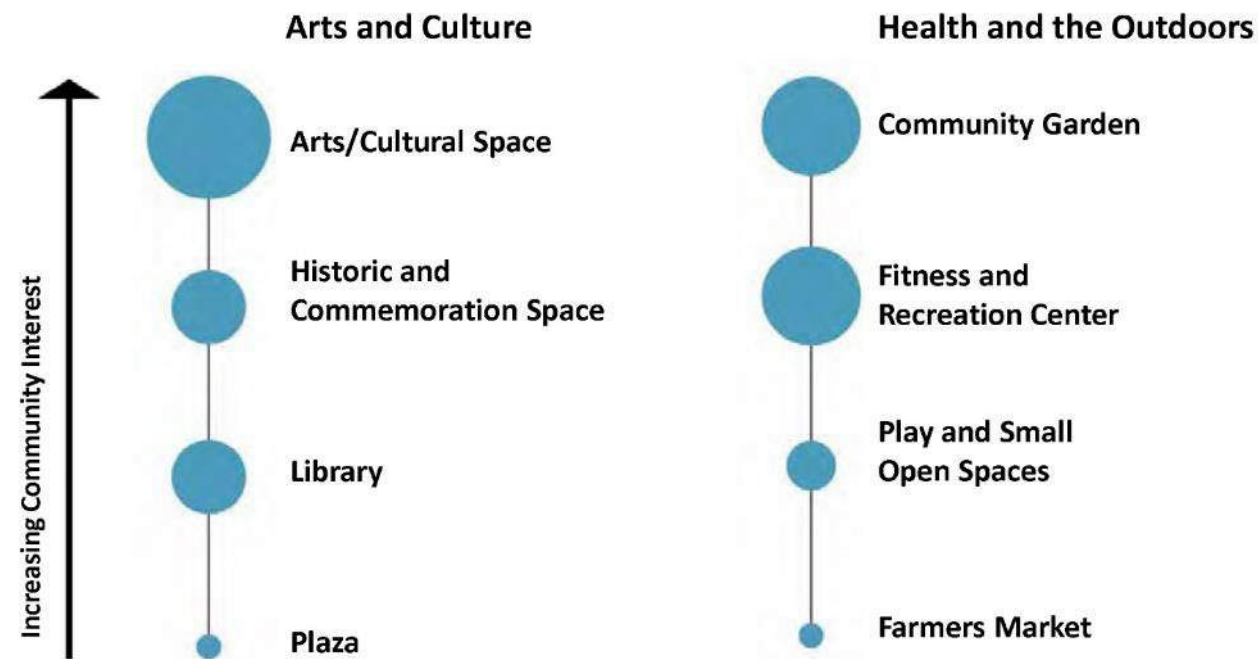 Arts and Culture
Arts/Cultural Space
Historic and
Commemoration Space
Library
Plaza
Health and the Outdoors
Community Garden
Fitness and
Recreation Center
Play and Small
Open Spaces
Farmers Market
Increasing Community Interest